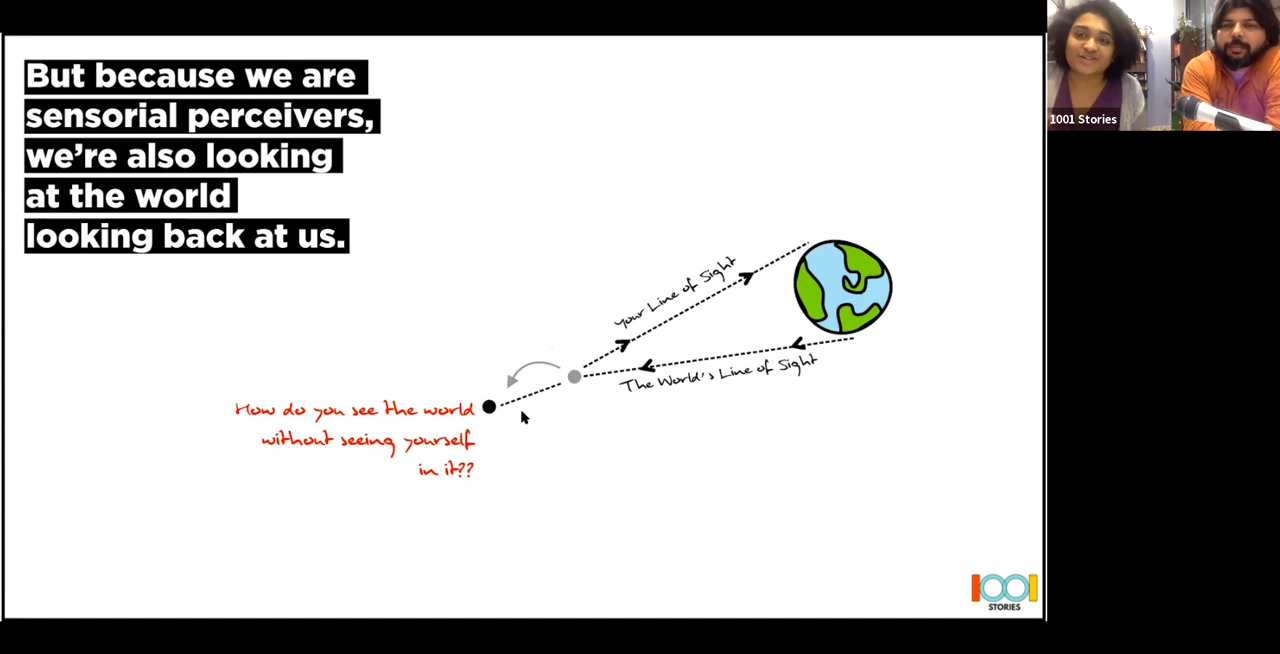 But because we are
sensorial perceivers,
we're also looking
at the world
looking back at us.
1001 Stories
your Line of Sight
The World's Line of Sight
How do you see the world
without seeing yourself
in it??
1001
STORIES